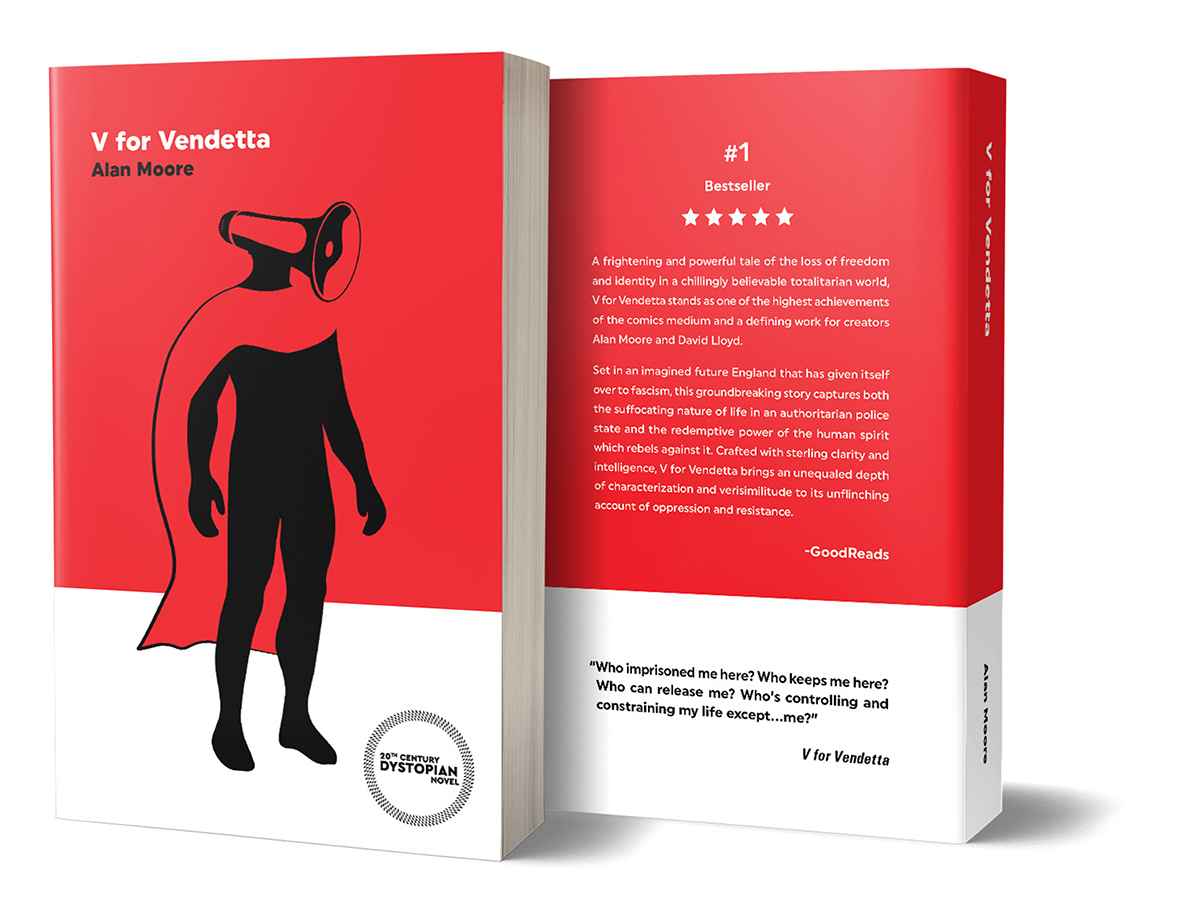 V for Vendetta
Alan Moore
20TH CENTURY
DYSTOPIAN
NOVEL
#1
Bestseller
A frightening and powerful tale of the loss of freedom
and identity in a chillingly believable totalitarian world,
V for Vendetta stands as one of the highest achievements
of the comics medium and a defining work for creators
Alan Moore and David Lloyd.
Set in an imagined future England that has given itself
over to fascism, this groundbreaking story captures both
the suffocating nature of life in an authoritarian police
state and the redemptive power of the human spirit
which rebels against it. Crafted with sterling clarity and
intelligence, V for Vendetta brings an unequaled depth
of characterization and verisimilitude to its unflinching
account of oppression and resistance.
-GoodReads
“Who imprisoned me here? Who keeps me here?
Who can release me? Who's controlling and
constraining my life except...me?”
V for Vendetta
V for Vendetta
Alan Moore